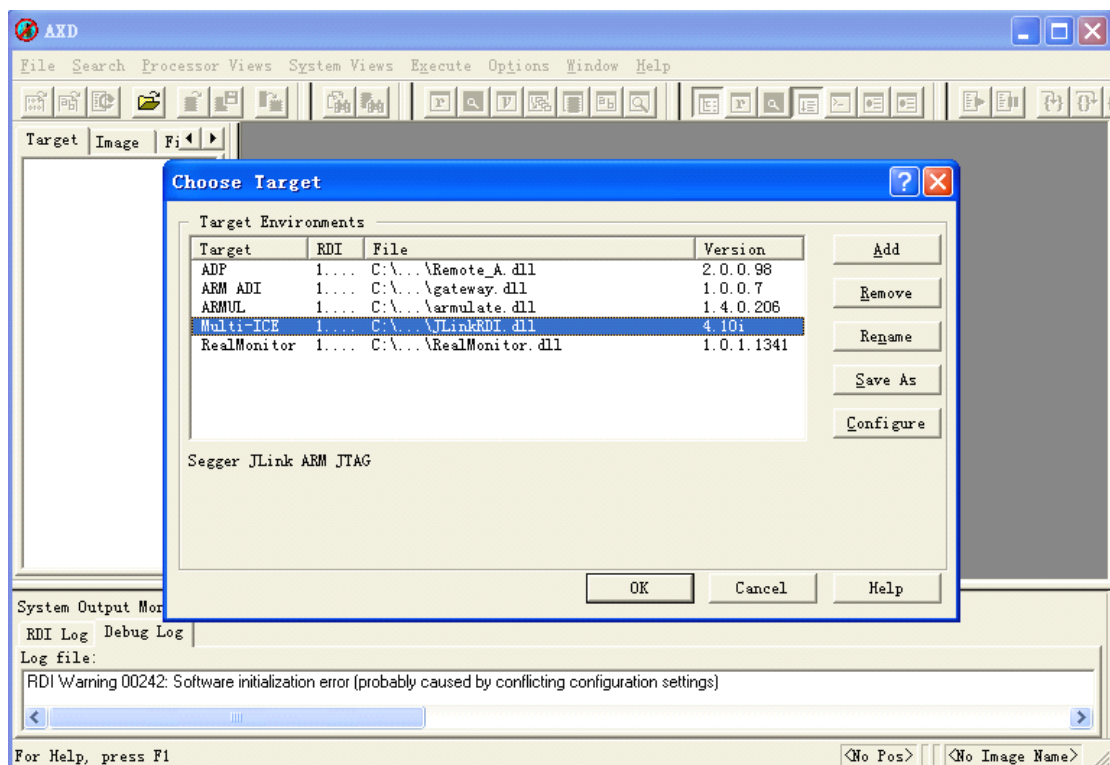 AXD
File Search Processor Views System Views Execute Options Window Help
Target Image Fi
Choose Target
Target Environments
Target RDI File Version
ADP 1.... C:\...\Remote_A.dll 2.0.0.98
ARM ADI 1.... C:\...\gateway.dll 1.0.0.7
ARMUL 1.... C:\...\armulate.dll 1.4.0.206
Multi-ICE 1.... C:\...\JLinkRDI.dll 4.10i
RealMonitor 1.... C:\...\RealMonitor.dll 1.0.1.1341
Add
Remove
Rename
Save As
Configure
Segger JLink ARM JTAG
OK Cancel Help
System Output Mor
RDI Log Debug Log
Log file:
RDI Warning 00242: Software initialization error (probably caused by conflicting configuration settings)
For Help, press F1 <No Pos> <No Image Name>